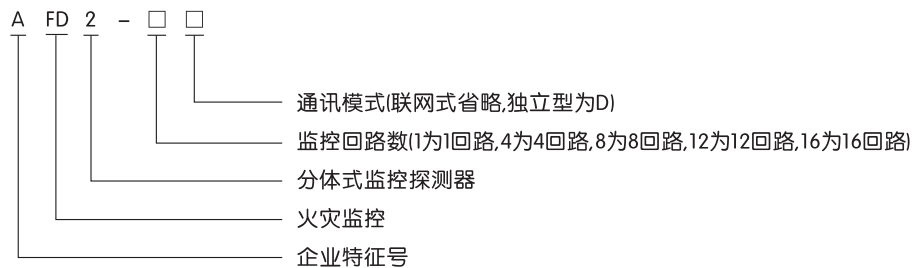 A FD 2 - □ □
通讯模式(联网式省略,独立型为D)
监控回路数(1为1回路,4为4回路,8为8回路,12为12回路,16为16回路)
分体式监控探测器
火灾监控
企业特征号